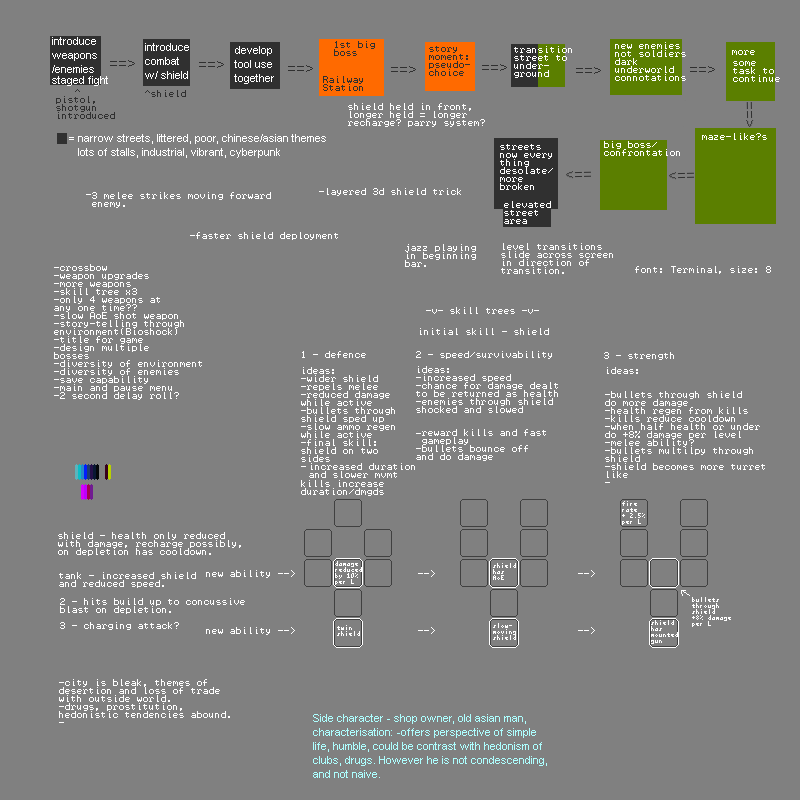 introduce
weapons
/enemies
staged fight
==>
introduce
combat
w/ shield
==>
develop
tool use
together
==>
1st big
boss
Railway
Station
==>
story
moment:
pseudo-
choice
==>
transition
street to
under-
ground
==>
new enemies
not soldiers
dark
underworld
connotations
==>
more
some
task to
continue
^
pistol,
shotgun
introduced
^shield
shield held in front,
longer held = longer
recharge? parry system?
= narrow streets, littered, poor, chinese/asian themes
lots of stalls, industrial, vibrant, cyberpunk
maze-like?s
<==
big boss/
confrontation
<==
streets
now every
thing
desolate/
more
broken
elevated
street
area
-3 melee strikes moving forward
enemy.
-layered 3d shield trick
-faster shield deployment
jazz playing
in beginning
bar.
level transitions
slide across screen
in direction of
transition.
font: Terminal, size: 8
-crossbow
-weapon upgrades
-more weapons
-skill tree x3
-only 4 weapons at
any one time??
-slow AoE shot weapon
-story-telling through
environment(Bioshock)
-title for game
-design multiple
bosses
-diversity of environment
-diversity of enemies
-save capability
-main and pause menu
-2 second delay roll?
-v- skill trees -v-
initial skill - shield
1 - defence
ideas:
-wider shield
-repels melee
-reduced damage
while active
-bullets through
shield sped up
-slow ammo regen
while active
-final skill:
shield on two
sides
-increased duration
and slower mvmt
kills increase
duration/dmgds
2 - speed/survivability
ideas:
-increased speed
-chance for damage dealt
to be returned as health
-enemies through shield
shocked and slowed
-reward kills and fast
gameplay
-bullets bounce off
and do damage
3 - strength
ideas:
-bullets through shield
do more damage
-health regen from kills
-kills reduce cooldown
-when half health or under
do +8% damage per level
-melee ability?
-bullets multilpy through
shield
-shield becomes more turret
like
-
shield - health only reduced
with damage, recharge possibly,
on depletion has cooldown.
tank - increased shield
and reduced speed.
2 - hits build up to concussive
blast on depletion.
3 - charging attack?
fire
rate
+ 2.5%
per L
new ability -->
damage
reduced
by 10%
per L
-->
shield
has
AoE
-->
bullets
through
shield
+8% damage
per L
new ability -->
twin
shield
-->
slow-
moving
shield
-->
shield
has
mounted
gun
-city is bleak, themes of
desertion and loss of trade
with outside world.
-drugs, prostitution,
hedonistic tendencies abound.
-
Side character - shop owner, old asian man,
characterisation: -offers perspective of simple
life, humble, could be contrast with hedonism of
clubs, drugs. However he is not condescending,
and not naive.